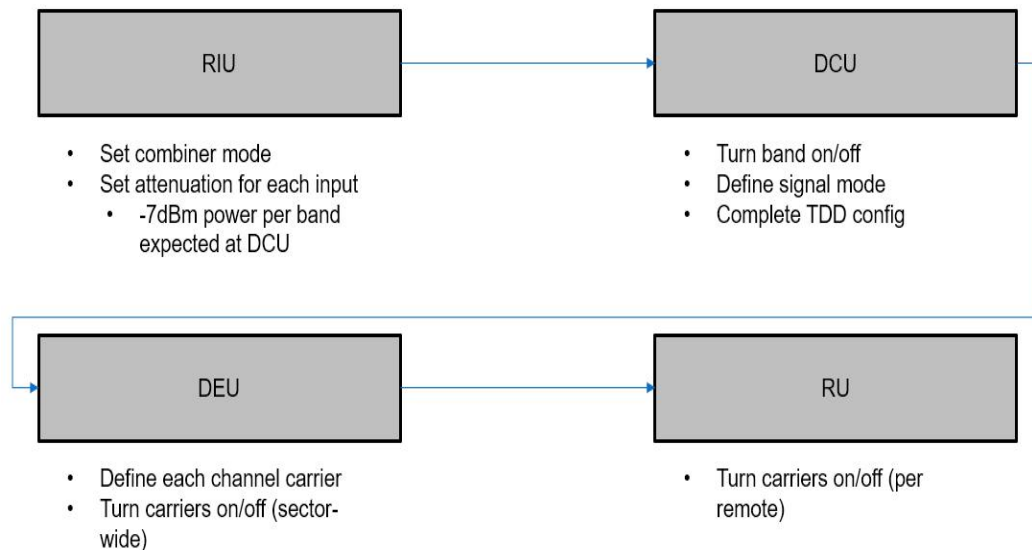 RIU
DCU
• Set combiner mode
• Set attenuation for each input
• -7dBm power per band
expected at DCU
• Turn band on/off
• Define signal mode
• Complete TDD config
DEU
RU
• Define each channel carrier
• Turn carriers on/off (sector-
wide)
• Turn carriers on/off (per
remote)